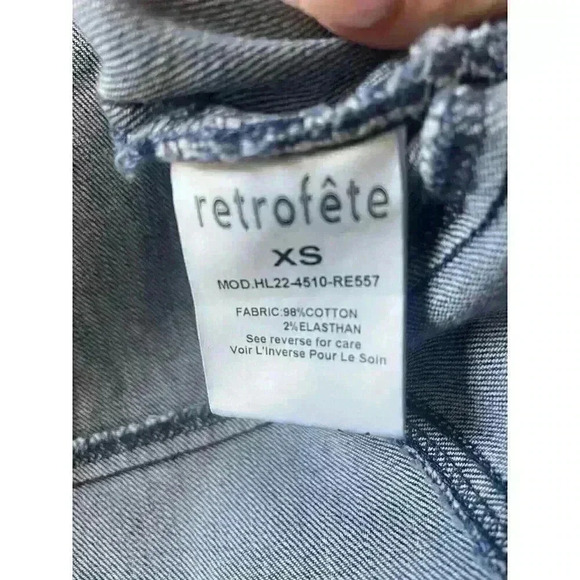 retrofête
XS
MOD.HL22-4510-RE557
FABRIC:98%COTTON
2%ELASTHAN
See reverse for care
Voir L'Inverse Pour Le Soin